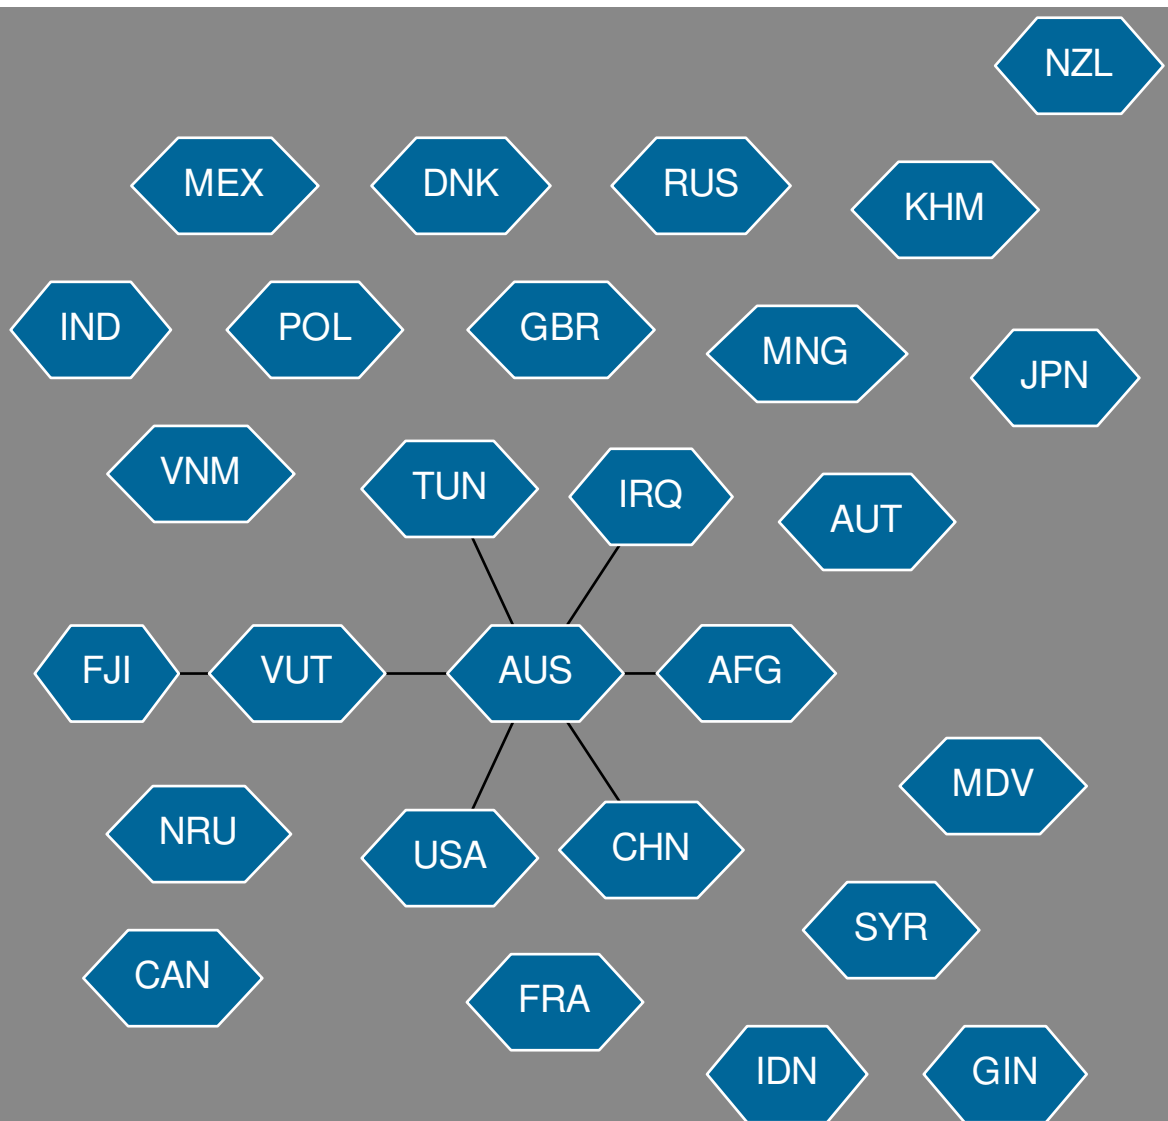 NZL
MEX
DNK
RUS
KHM
IND
POL
GBR
MNG
JPN
VNM
TUN
IRQ
AUT
FJI
VUT
AUS
AFG
MDV
NRU
USA
CHN
SYR
CAN
FRA
IDN
GIN